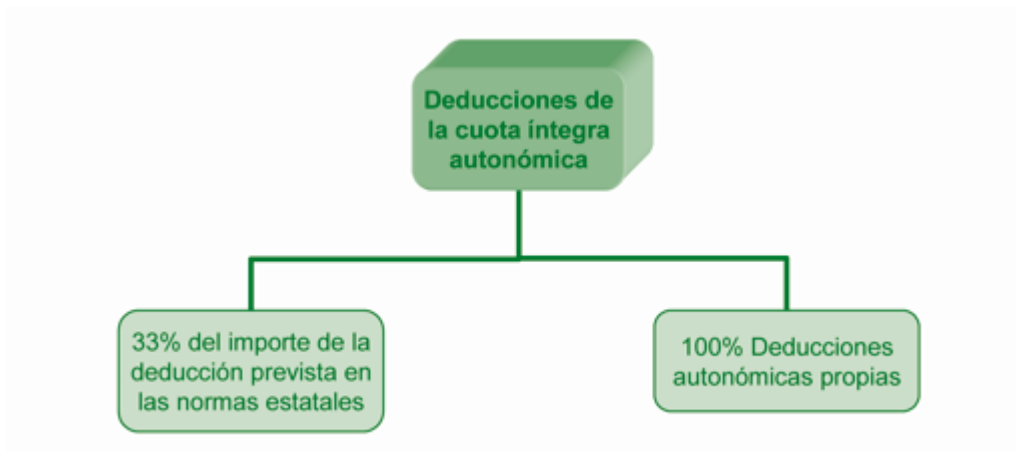 Deducciones de
la cuota íntegra
autonómica
33% del importe de la
deducción prevista en
las normas estatales
100% Deducciones
autonómicas propias